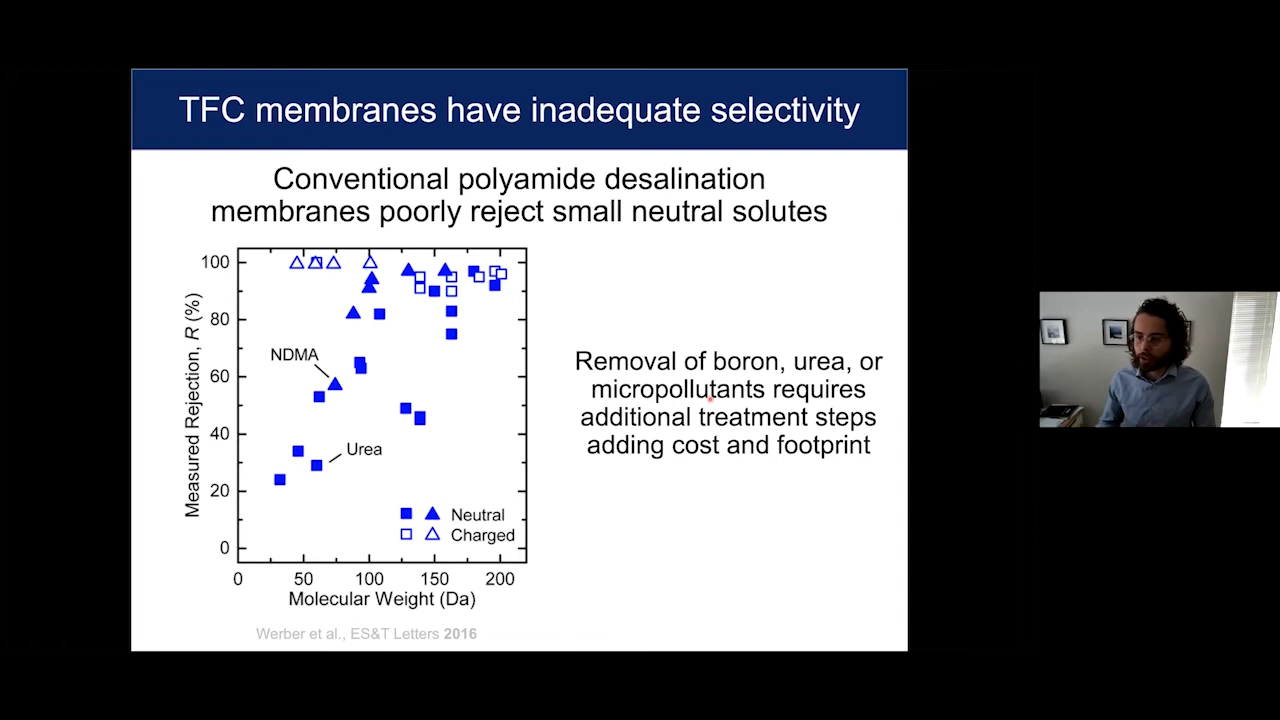 TFC membranes have inadequate selectivity
Conventional polyamide desalination
membranes poorly reject small neutral solutes
100
80
60
40
20
0
Measured Rejection, R (%)
NDMA
Urea
Neutral
Charged
0 50 100 150 200
Molecular Weight (Da)
Removal of boron, urea, or
micropollutants requires
additional treatment steps
adding cost and footprint
Werber et al., ES&T Letters 2016